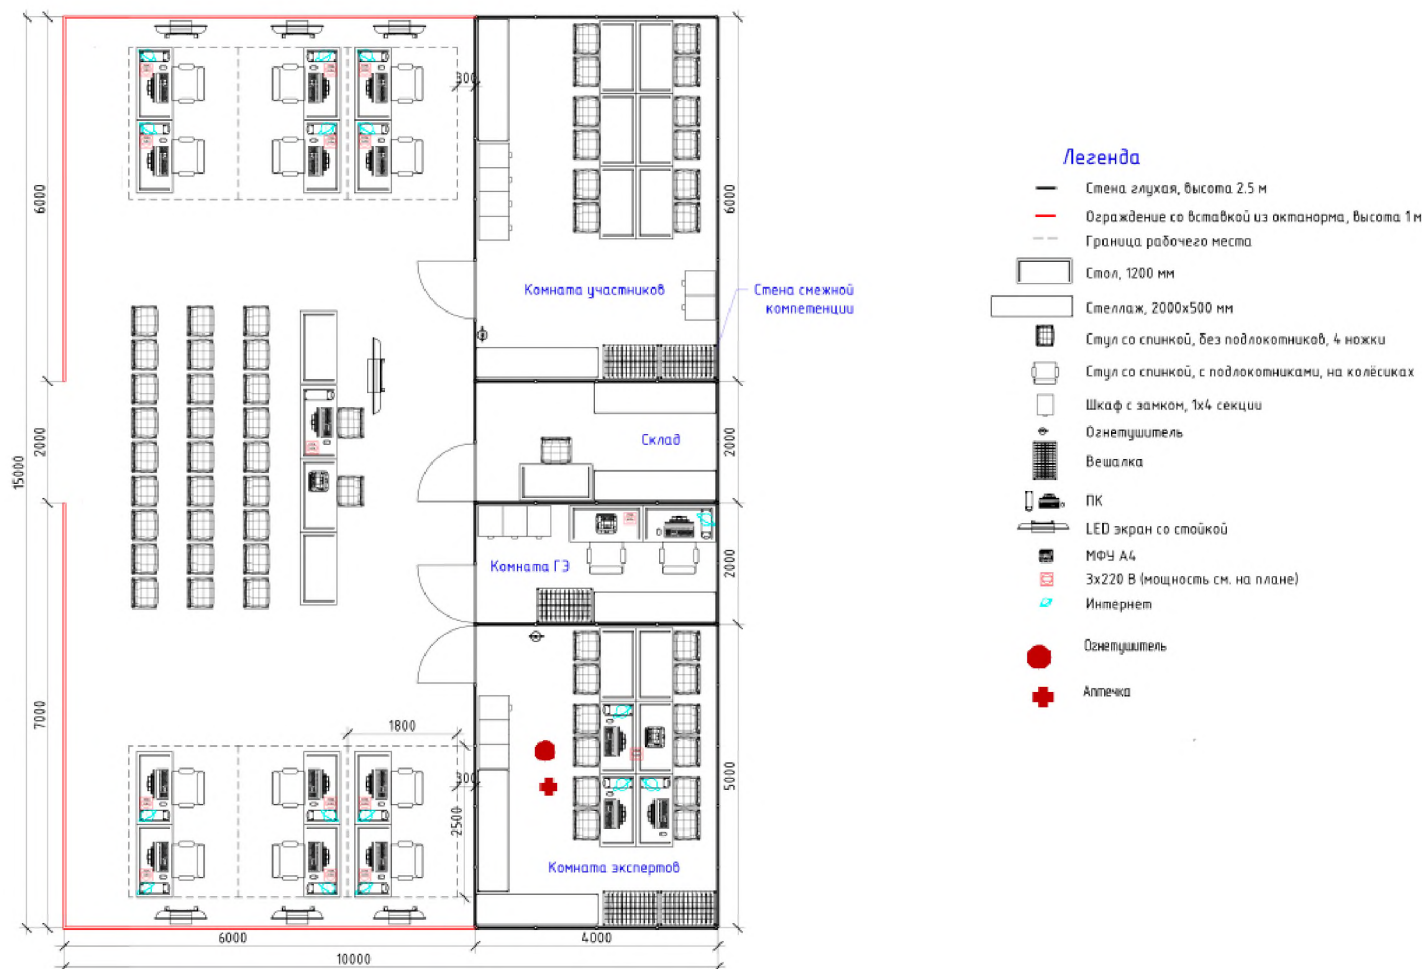 300
6000
6000
Комната участников
Стена смежной
компетенции
15000
2000
2000
Склад
Комната ГЭ
2000
7000
1800
300
2500
5000
Комната экспертов
6000
4000
10000
Легенда
Стена глухая, высота 2.5 м
Ограждение со вставкой из октанорма, высота 1 м
Граница рабочего места
Стол, 1200 мм
Стеллаж, 2000х500 мм
Стул со спинкой, без подлокотников, 4 ножки
Стул со спинкой, с подлокотниками, на колёсиках
Шкаф с замком, 1х4 секции
Огнетушитель
Вешалка
ПК
LED экран со стойкой
МФУ А4
3х220 В (мощность см. на плане)
Интернет
Огнетушитель
Аптечка